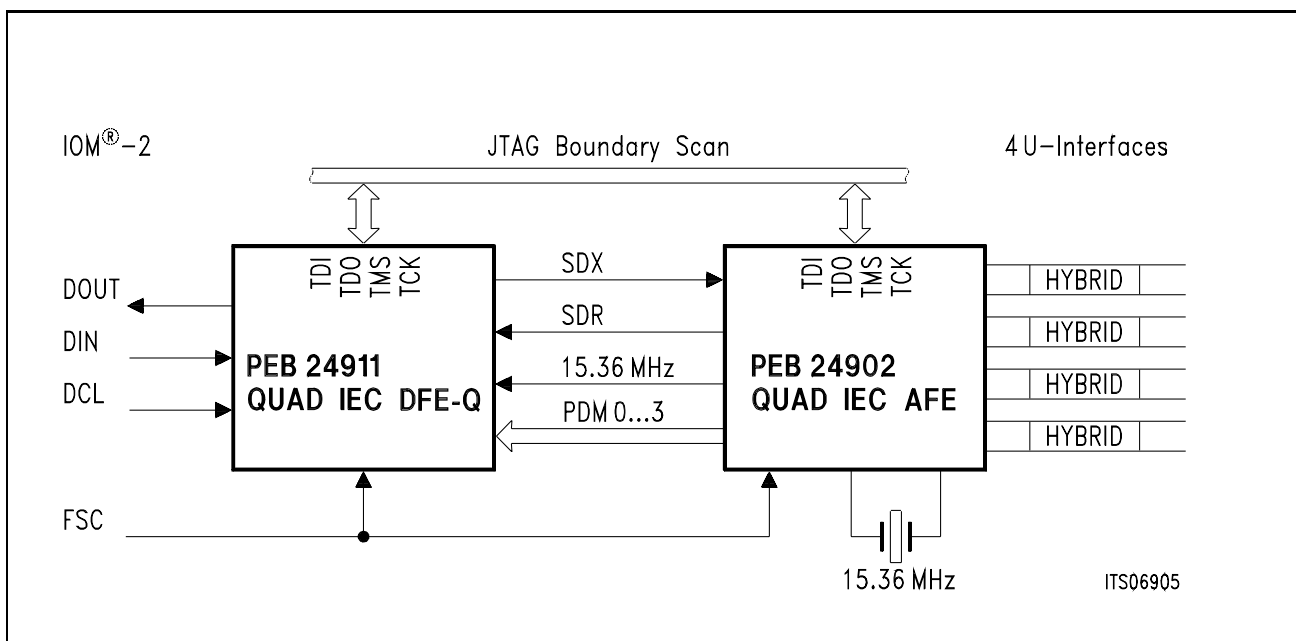 IOM®-2
JTAG Boundary Scan
4 U-Interfaces
TDI
TDO
TMS
TCK
TDI
TDO
TMS
TCK
DOUT
DIN
DCL
FSC
PEB 24911
QUAD IEC DFE-Q
SDX
SDR
15.36 MHz
PDM 0...3
PEB 24902
QUAD IEC AFE
HYBRID
HYBRID
HYBRID
HYBRID
15.36 MHz
ITS06905